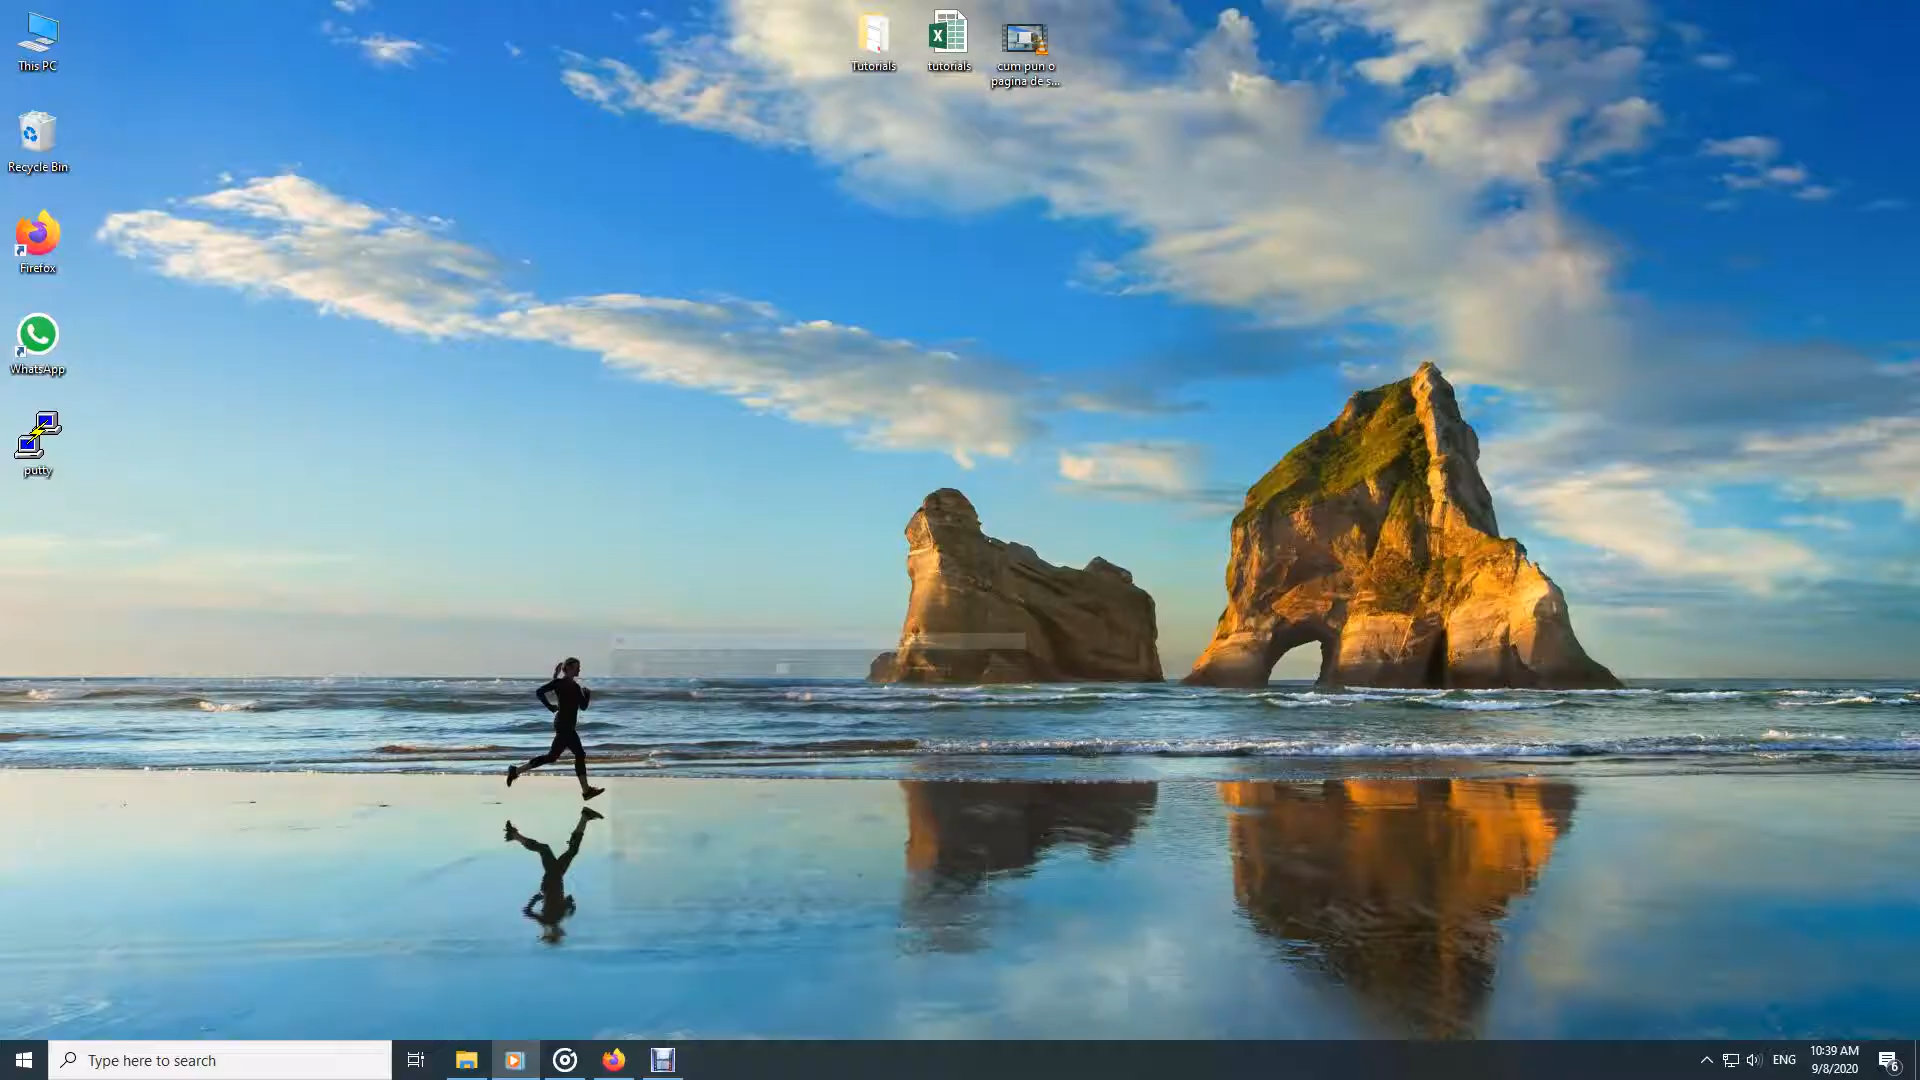 This PC
Recycle Bin
Firefox
WhatsApp
putty
Tutorials
tutorials
cum pun o
pagina de s...
Type here to search
ENG
10:39 AM
9/8/2020
6